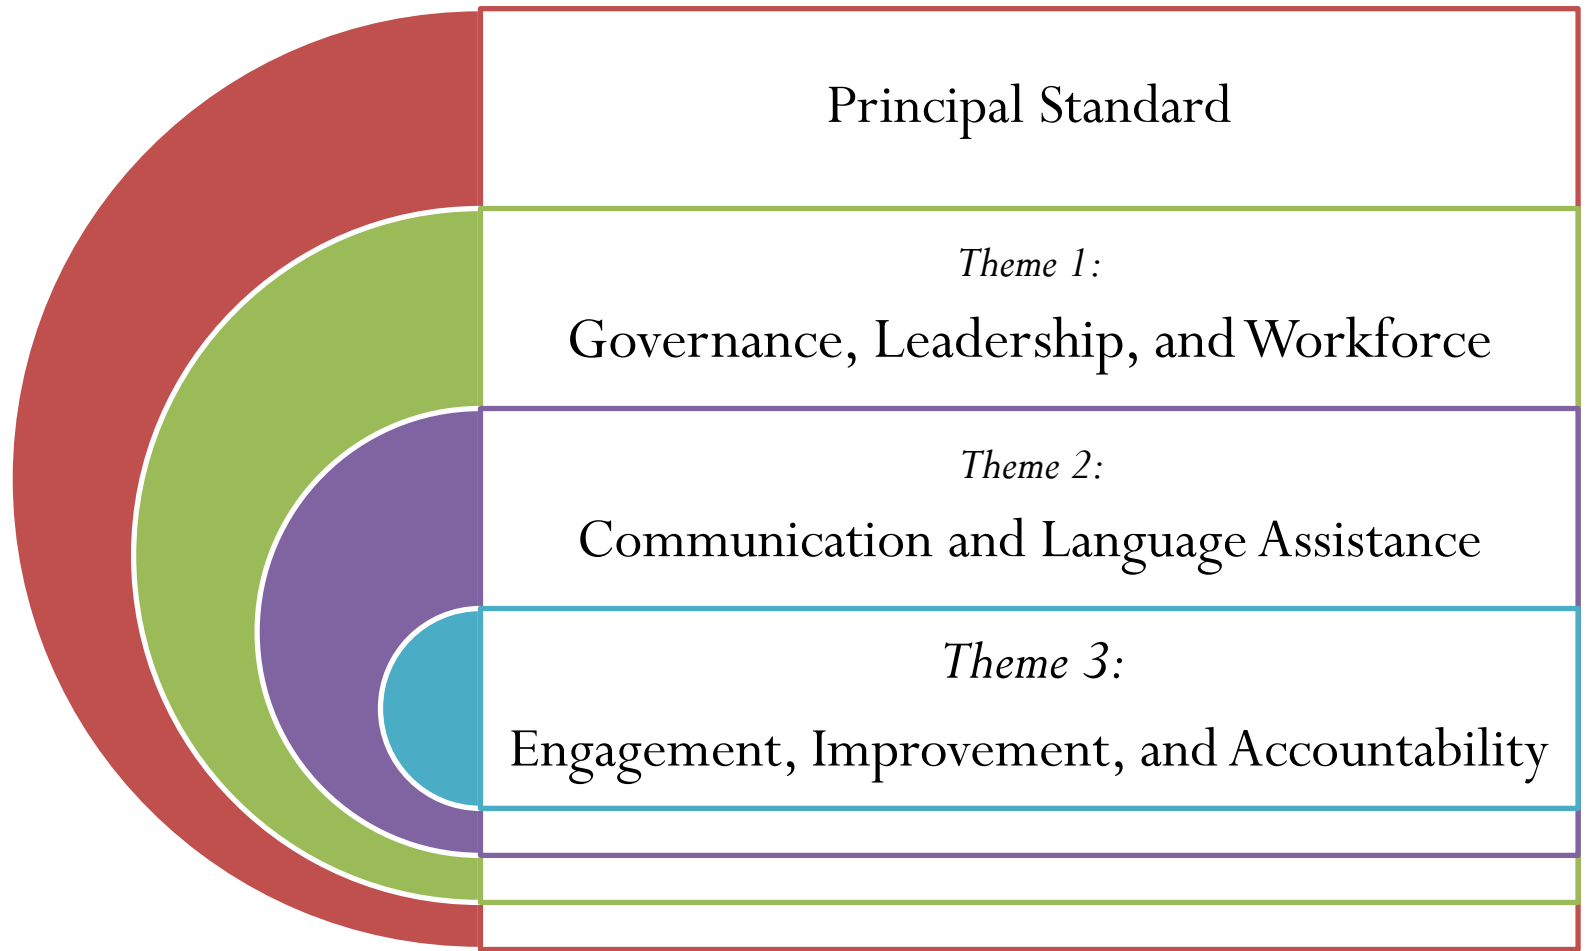 Principal Standard
Theme 1:
Governance, Leadership, and Workforce
Theme 2:
Communication and Language Assistance
Theme 3:
Engagement, Improvement, and Accountability